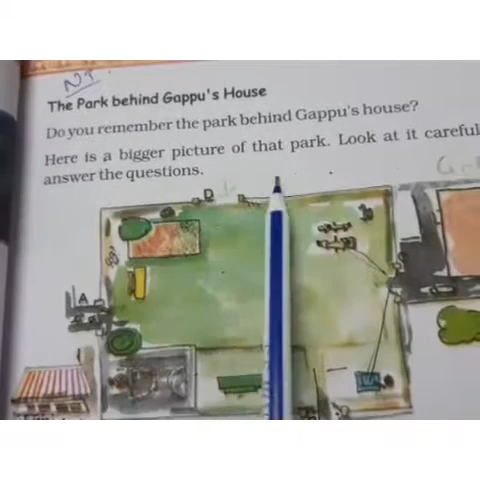 NT
The Park behind Gappu's House
Do you remember the park behind Gappu's house?
Here is a bigger picture of that park. Look at it careful
answer the questions.
D
A